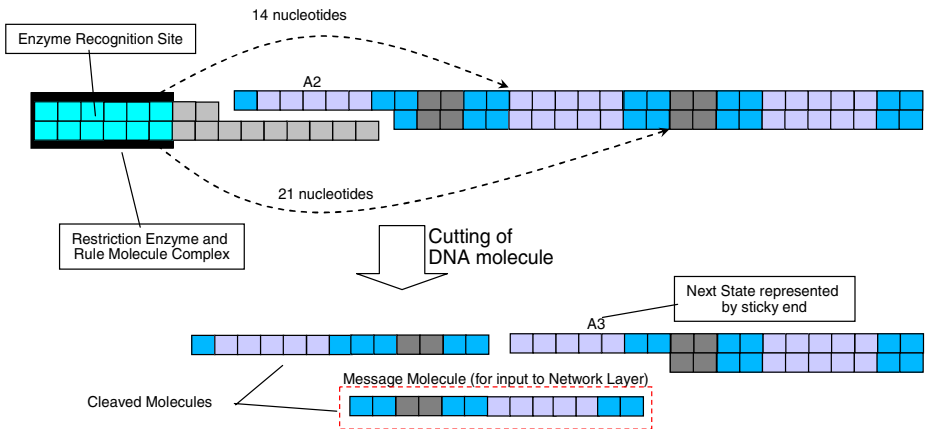 14 nucleotides
Enzyme Recognition Site
A2
21 nucleotides
Restriction Enzyme and
Rule Molecule Complex
Cutting of
DNA molecule
Next State represented
by sticky end
A3
Message Molecule (for input to Network Layer)
Cleaved Molecules